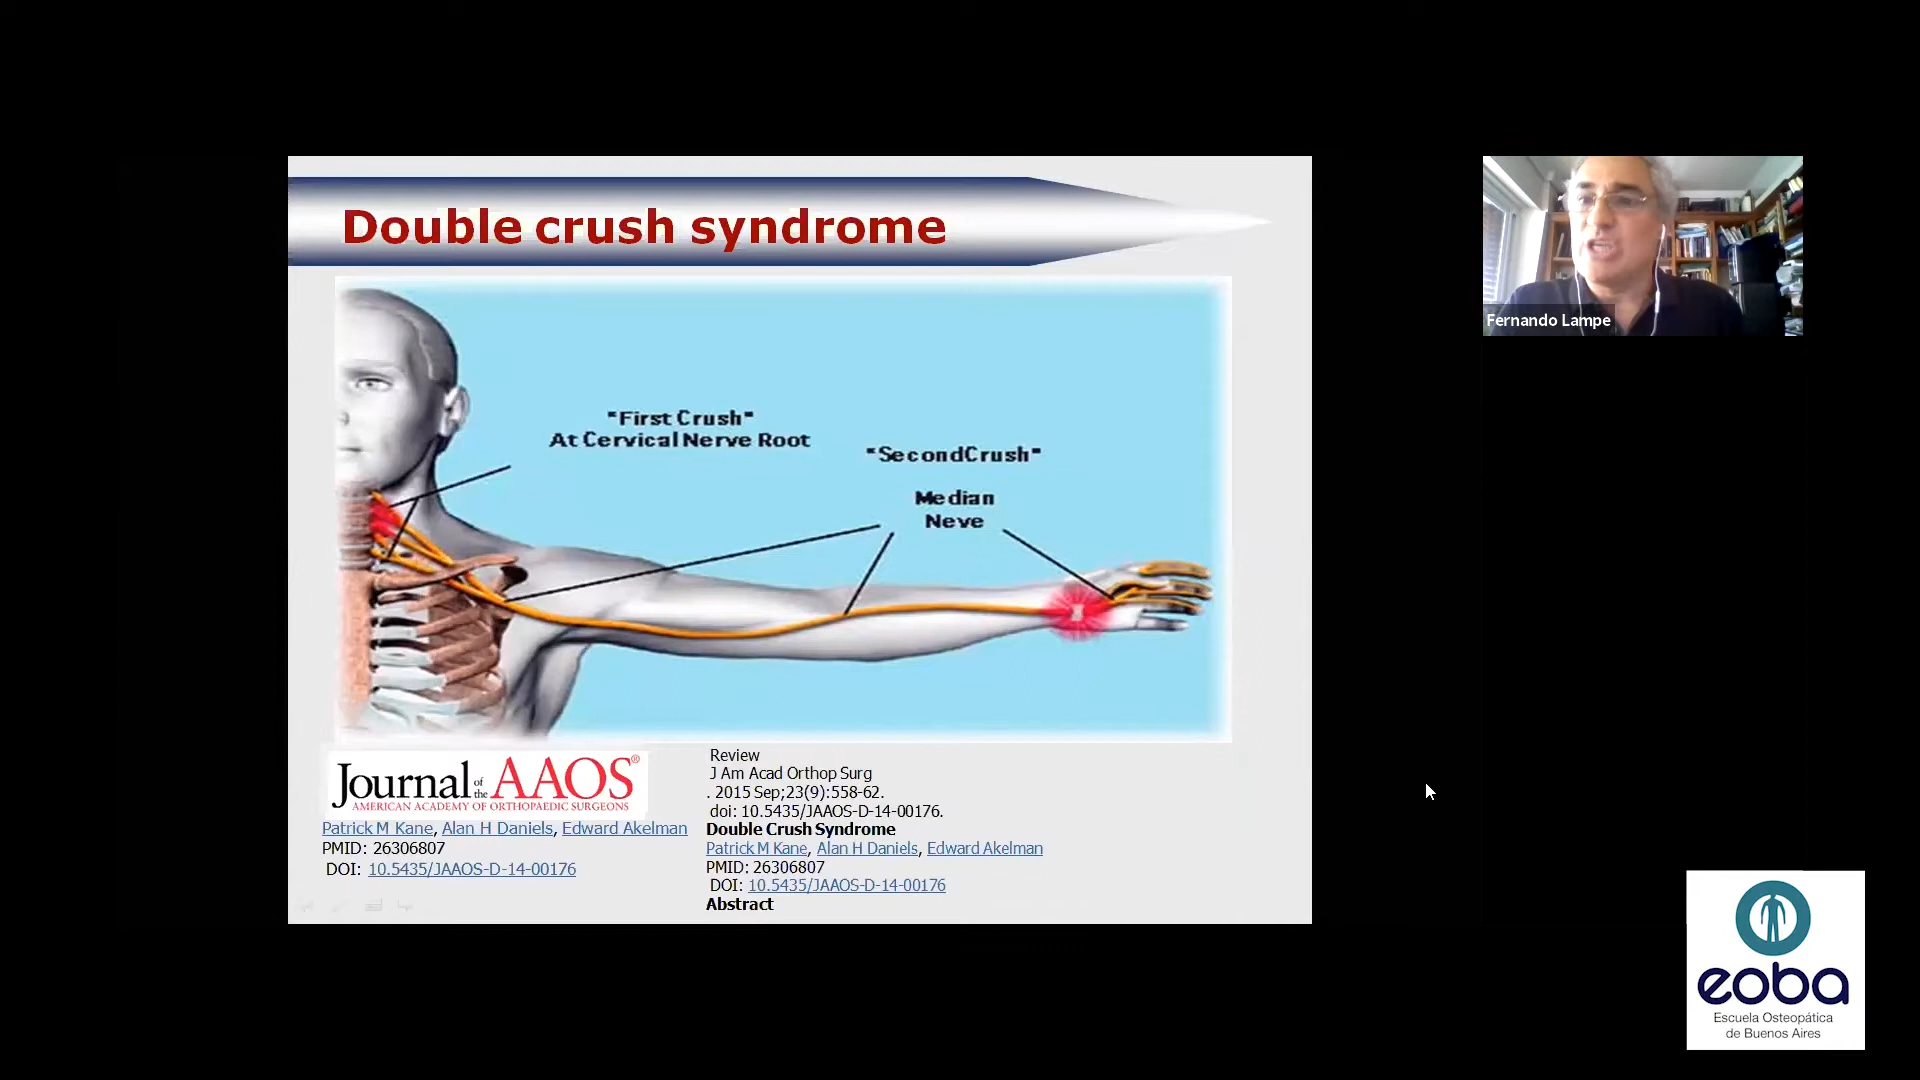 Double crush syndrome
"First Crush"
At Cervical Nerve Root
"SecondCrush"
Median
Neve
Journal of the AAOS®
AMERICAN ACADEMY OF ORTHOPAEDIC SURGEONS
Patrick M Kane, Alan H Daniels, Edward Akelman
PMID: 26306807
DOI: 10.5435/JAAOS-D-14-00176
Review
J Am Acad Orthop Surg
. 2015 Sep;23(9):558-62.
doi: 10.5435/JAAOS-D-14-00176.
Double Crush Syndrome
Patrick M Kane, Alan H Daniels, Edward Akelman
PMID: 26306807
DOI: 10.5435/JAAOS-D-14-00176
Abstract
Fernando Lampe
eoba
Escuela Osteopática
de Buenos Aires